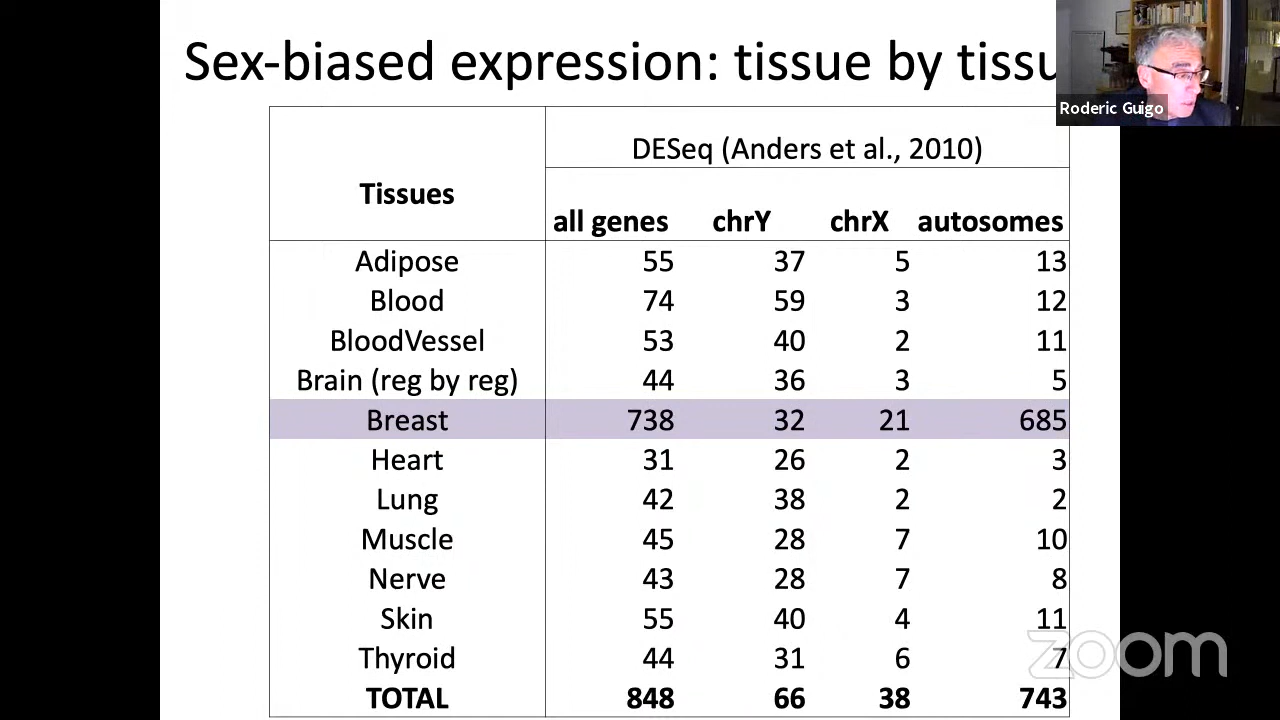 Sex-biased expression: tissue by tissu
Roderic Guigo
Tissues
DESeq (Anders et al., 2010)
all genes chrY chrX autosomes
Adipose 55 37 5 13
Blood 74 59 3 12
BloodVessel 53 40 2 11
Brain (reg by reg) 44 36 3 5
Breast 738 32 21 685
Heart 31 26 2 3
Lung 42 38 2 2
Muscle 45 28 7 10
Nerve 43 28 7 8
Skin 55 40 4 11
Thyroid 44 31 6 7
TOTAL 848 66 38 743
zoom